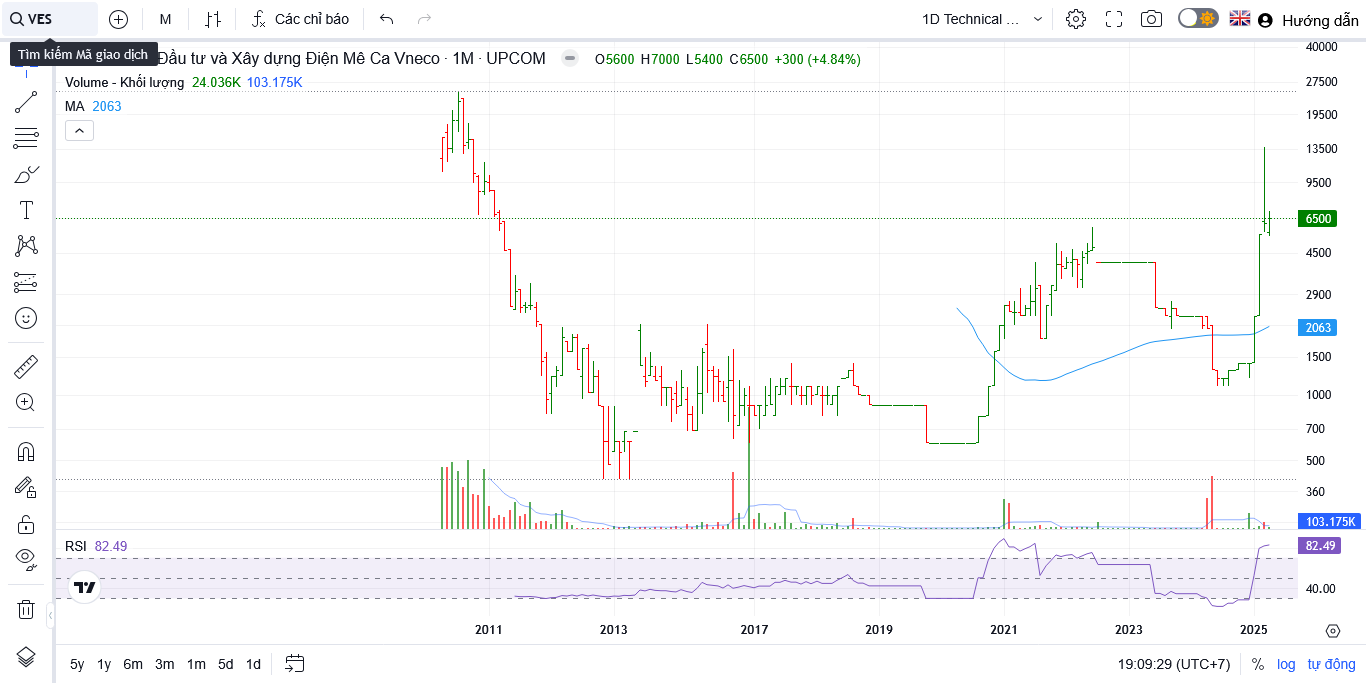 VES
M
Các chỉ báo
1D Technical ...
Hướng dẫn
Tìm kiếm Mã giao dịch
Đầu tư và Xây dựng Điện Mê Ca Vneco · 1M · UPCOM
O5600 H7000 L5400 C6500 +300 (+4.84%)
Volume - Khối lượng 24.036K 103.175K
MA 2063
40000
27500
19500
13500
9500
6500
4500
2900
2063
1500
1000
700
500
360
103.175K
RSI 82.49
82.49
40.00
2011 2013 2017 2019 2021 2023 2025
5y 1y 6m 3m 1m 5d 1d
19:09:29 (UTC+7) % log tự động